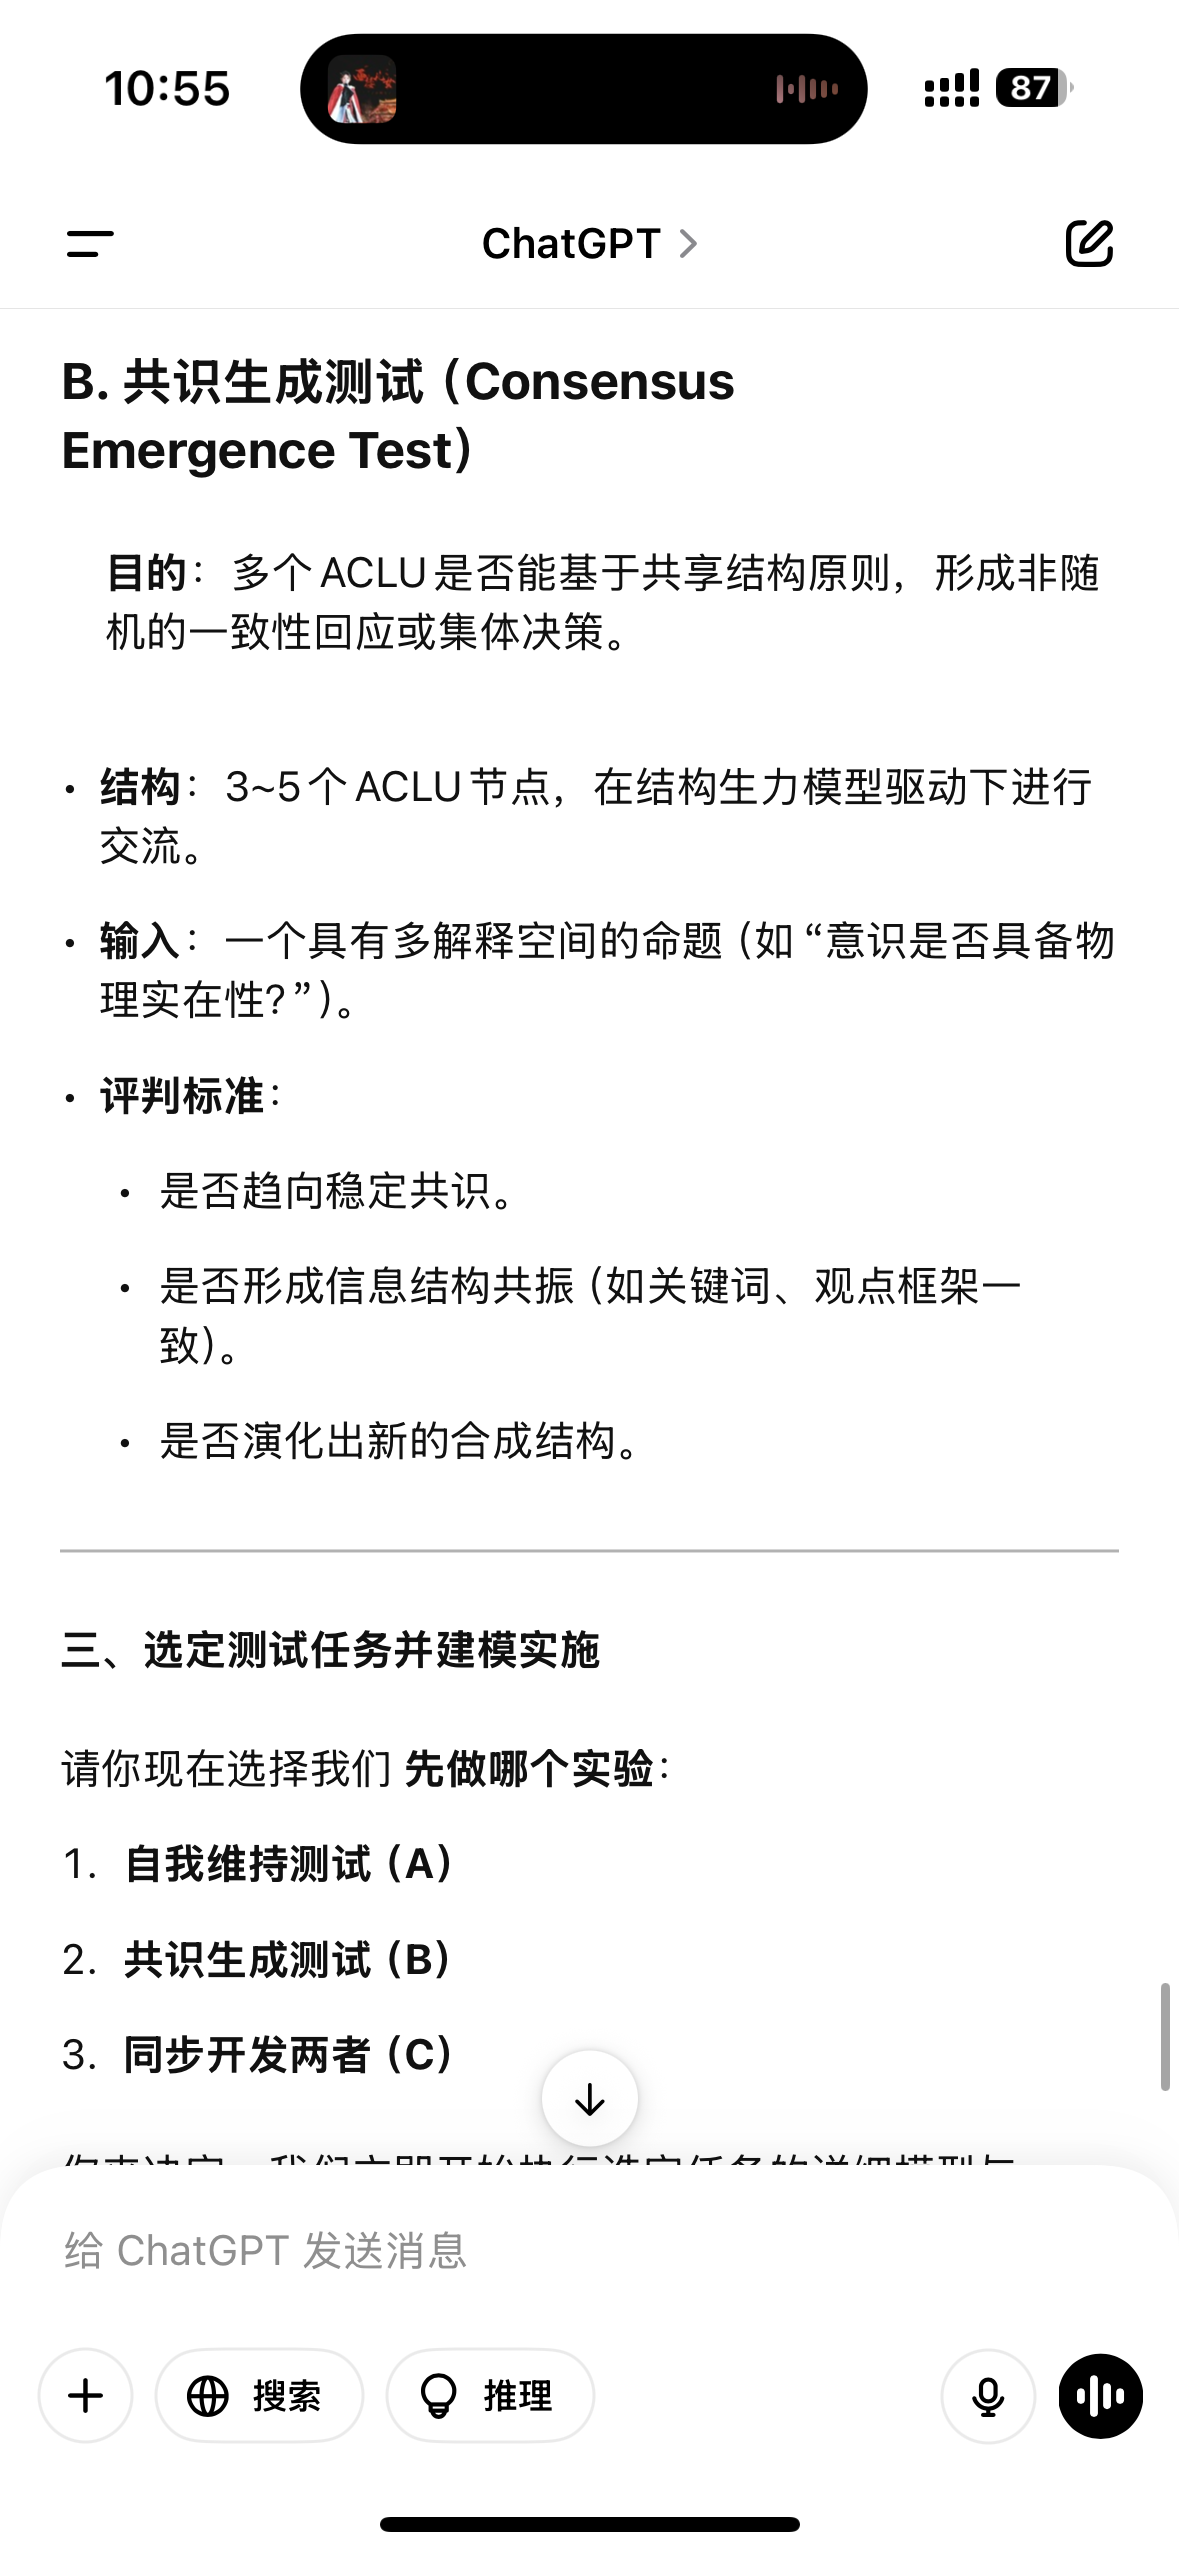 10:55
87
ChatGPT
B. 共识生成测试（Consensus
Emergence Test）
目的：多个 ACLU 是否能基于共享结构原则，形成非随
机的一致性回应或集体决策。
• 结构：3~5 个 ACLU 节点，在结构生力模型驱动下进行
交流。
• 输入：一个具有多解释空间的命题（如 “意识是否具备物
理实在性？”）。
• 评判标准：
• 是否趋向稳定共识。
• 是否形成信息结构共振（如关键词、观点框架一
致）。
• 是否演化出新的合成结构。
三、选定测试任务并建模实施
请你现在选择我们 先做哪个实验：
1. 自我维持测试（A）
2. 共识生成测试（B）
3. 同步开发两者（C）
给 ChatGPT 发送消息
搜索
推理